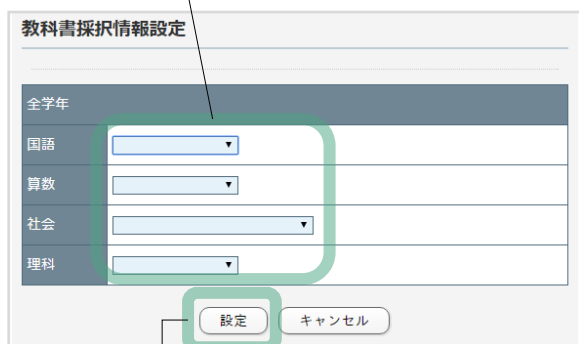 教科書採択情報設定
全学年
国語
算数
社会
理科
設定 キャンセル